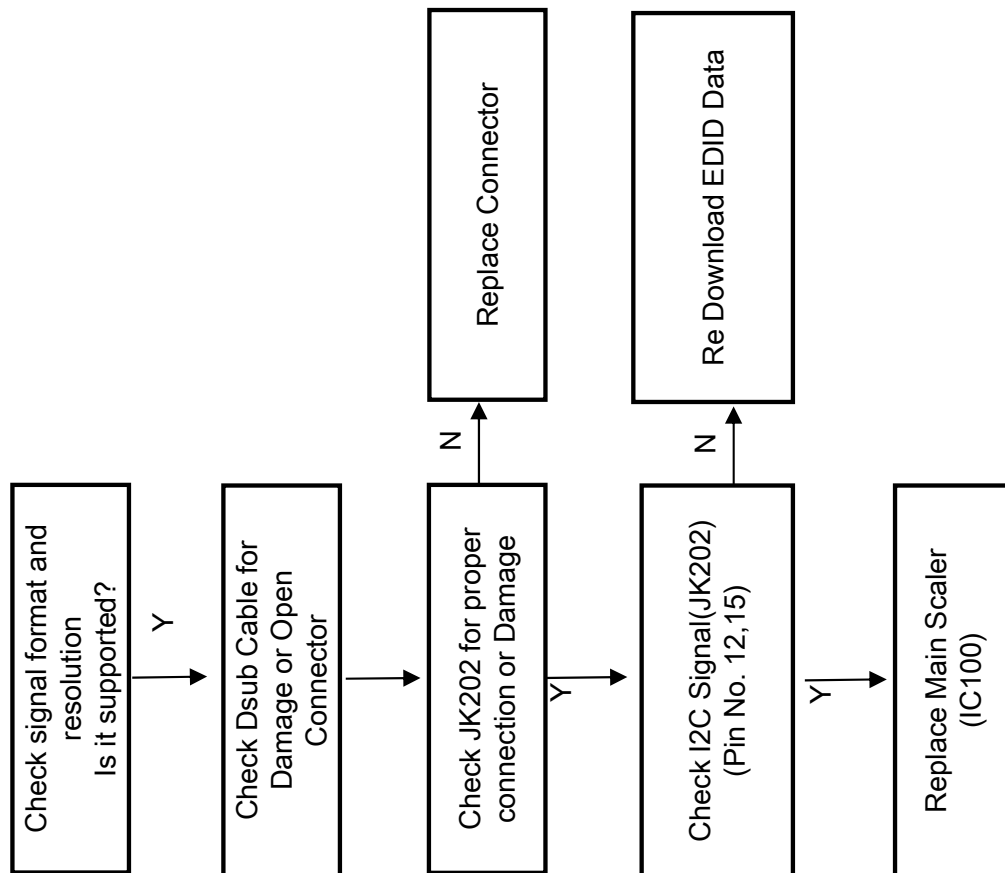 Check signal format and
resolution
Is it supported?
Y
Check Dsub Cable for
Damage or Open
Connector
Check JK202 for proper
connection or Damage
N
Replace Connector
Y
Check I2C Signal(JK202)
(Pin No. 12,15)
N
Re Download EDID Data
Y
Replace Main Scaler
(IC100)